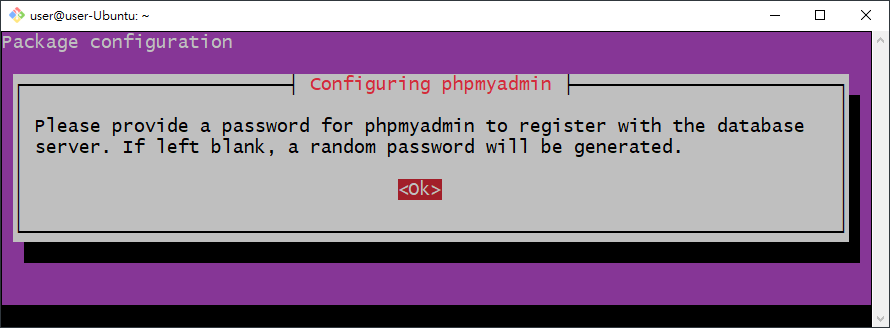 user@user-Ubuntu: ~
Package configuration
Configuring phpmyadmin
Please provide a password for phpmyadmin to register with the database
server. If left blank, a random password will be generated.
<Ok>